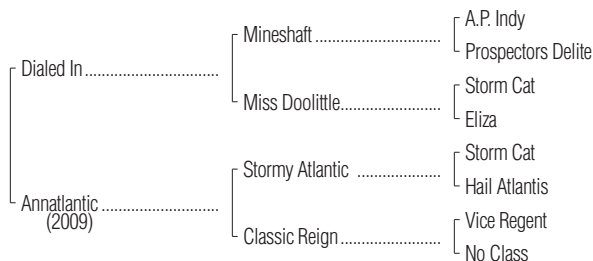 A.P. Indy
Mineshaft
Prospectors Delite
Dialed In
Storm Cat
Miss Doolittle
Eliza
Storm Cat
Stormy Atlantic
Hail Atlantis
Annatlantic
(2009)
Vice Regent
Classic Reign
No Class